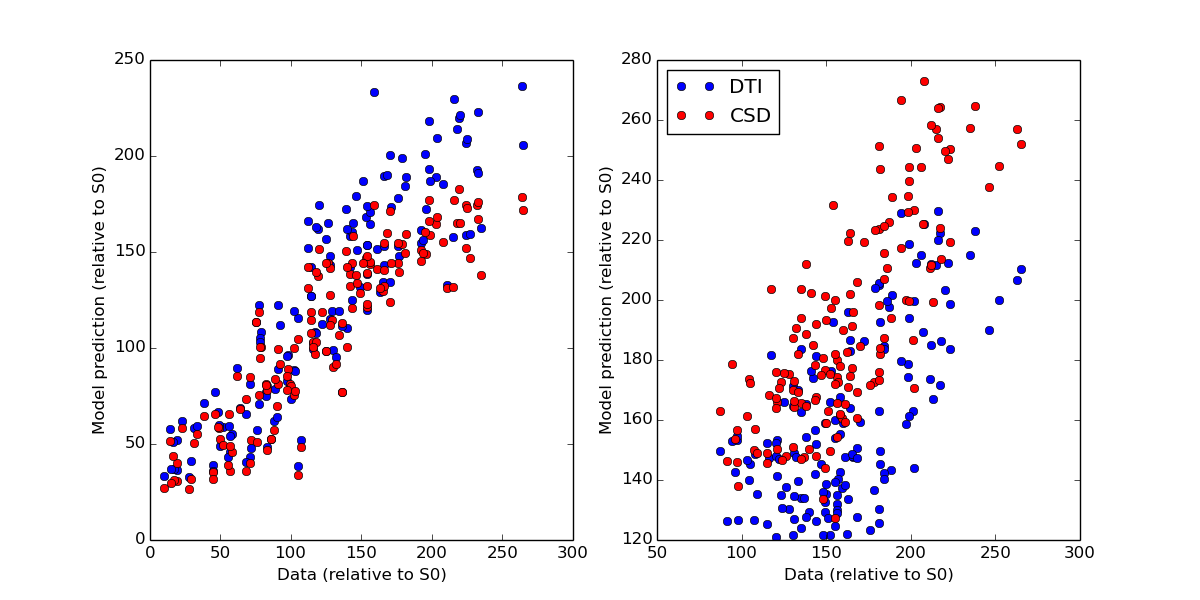 250
200
150
100
50
0
0 50 100 150 200 250 300
Model prediction (relative to S0)
Data (relative to S0)
280
260
240
220
200
180
160
140
120
50 100 150 200 250 300
Model prediction (relative to S0)
Data (relative to S0)
DTI
CSD